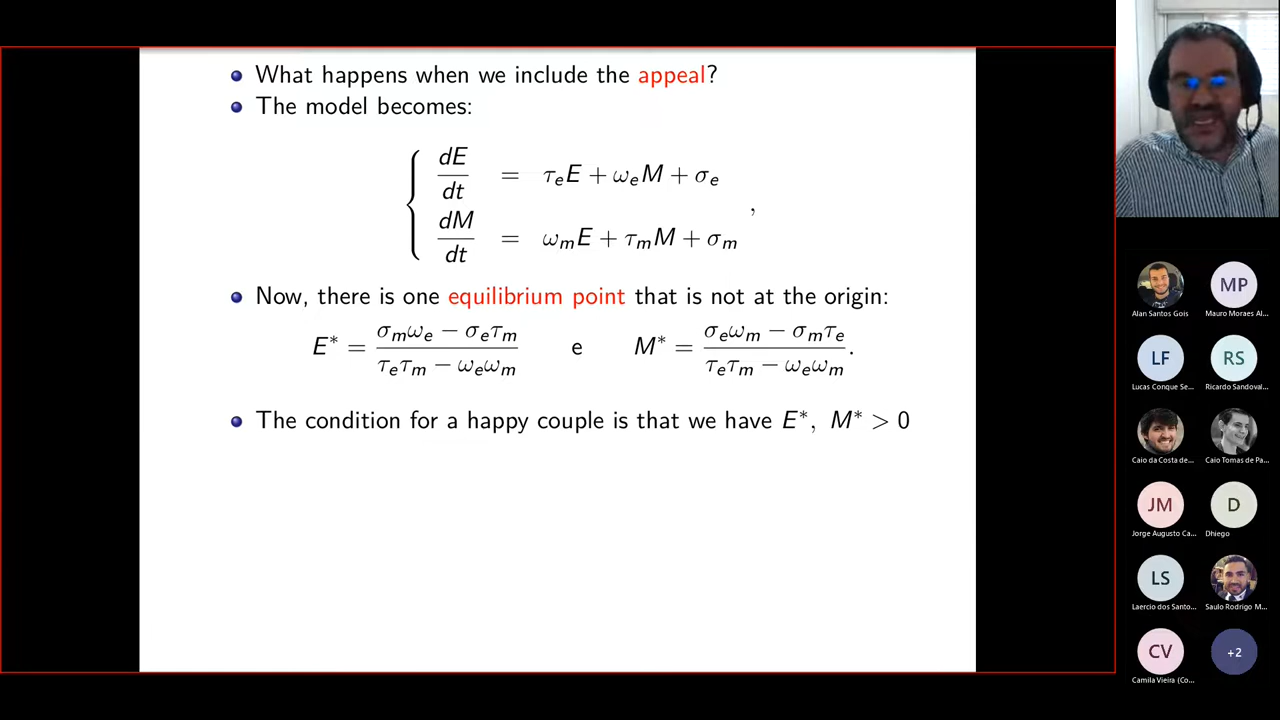 What happens when we include the appeal?
The model becomes:
dE/dt = τ_e E + ω_e M + σ_e
dM/dt = ω_m E + τ_m M + σ_m ,
Now, there is one equilibrium point that is not at the origin:
E* = (σ_m ω_e − σ_e τ_m)/(τ_e τ_m − ω_e ω_m) e M* = (σ_e ω_m − σ_m τ_e)/(τ_e τ_m − ω_e ω_m).
The condition for a happy couple is that we have E*, M* > 0
MP
Alan Santos Gois
Mauro Moraes Al...
LF
RS
Lucas Conque Se...
Ricardo Sandoval...
Caio da Costa de...
Caio Tomas de Pa...
JM
D
Jorge Augusto Ca...
Dhiego
LS
Laercio dos Santo...
Saulo Rodrigo M...
CV
+2
Camila Vieira (Co...